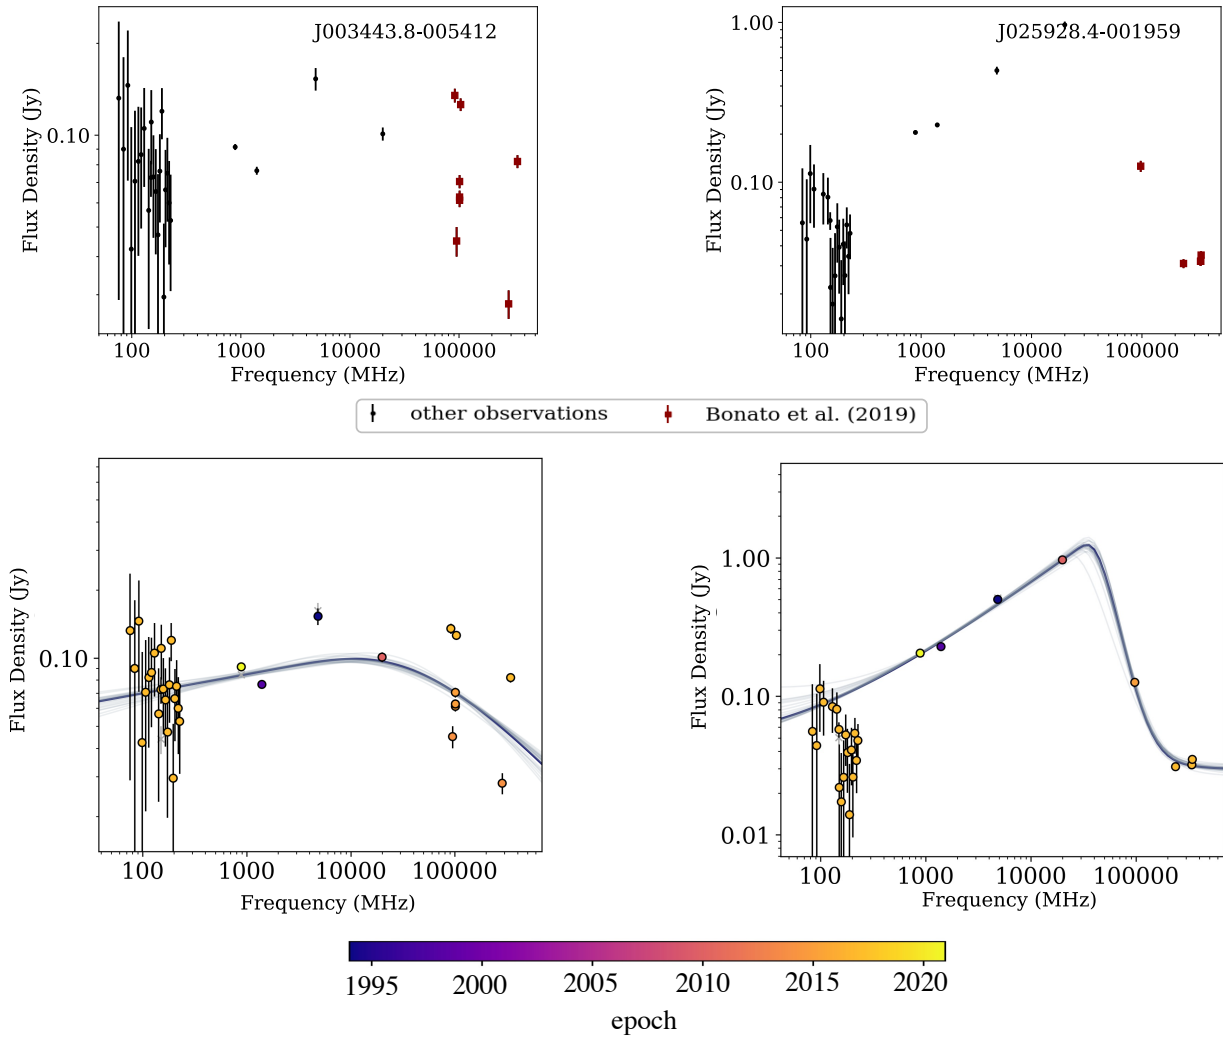 J003443.8-005412
Flux Density (Jy)
0.10
100 1000 10000 100000
Frequency (MHz)
J025928.4-001959
Flux Density (Jy)
1.00
0.10
100 1000 10000 100000
Frequency (MHz)
other observations Bonato et al. (2019)
Flux Density (Jy)
0.10
100 1000 10000 100000
Frequency (MHz)
Flux Density (Jy)
1.00
0.10
0.01
100 1000 10000 100000
Frequency (MHz)
1995 2000 2005 2010 2015 2020
epoch